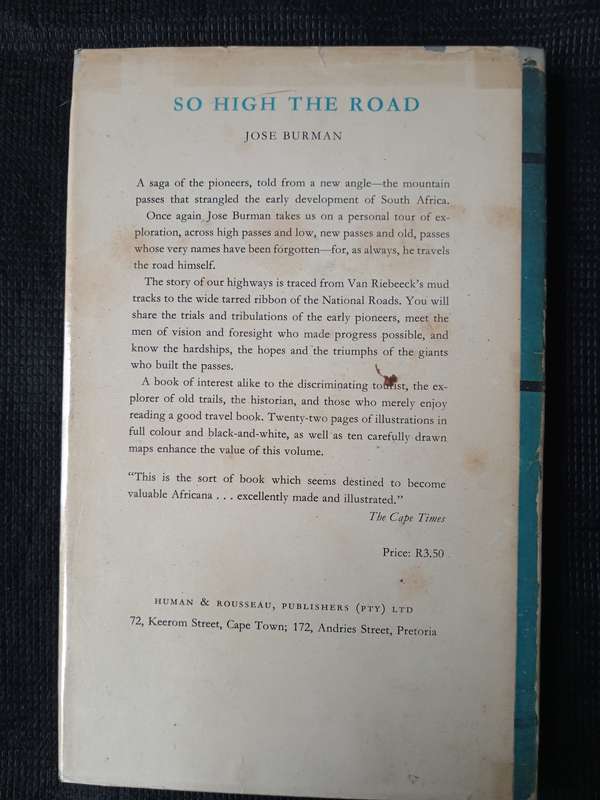 SO HIGH THE ROAD
JOSE BURMAN
A saga of the pioneers, told from a new angle—the mountain
passes that strangled the early development of South Africa.
Once again Jose Burman takes us on a personal tour of ex-
ploration, across high passes and low, new passes and old, passes
whose very names have been forgotten—for, as always, he travels
the road himself.
The story of our highways is traced from Van Riebeeck's mud
tracks to the wide tarred ribbon of the National Roads. You will
share the trials and tribulations of the early pioneers, meet the
men of vision and foresight who made progress possible, and
know the hardships, the hopes and the triumphs of the giants
who built the passes.
A book of interest alike to the discriminating tourist, the ex-
plorer of old trails, the historian, and those who merely enjoy
reading a good travel book. Twenty-two pages of illustrations in
full colour and black-and-white, as well as ten carefully drawn
maps enhance the value of this volume.
“This is the sort of book which seems destined to become
valuable Africana . . . excellently made and illustrated.”
The Cape Times
Price: R3.50
HUMAN & ROUSSEAU, PUBLISHERS (PTY) LTD
72, Keerom Street, Cape Town; 172, Andries Street, Pretoria